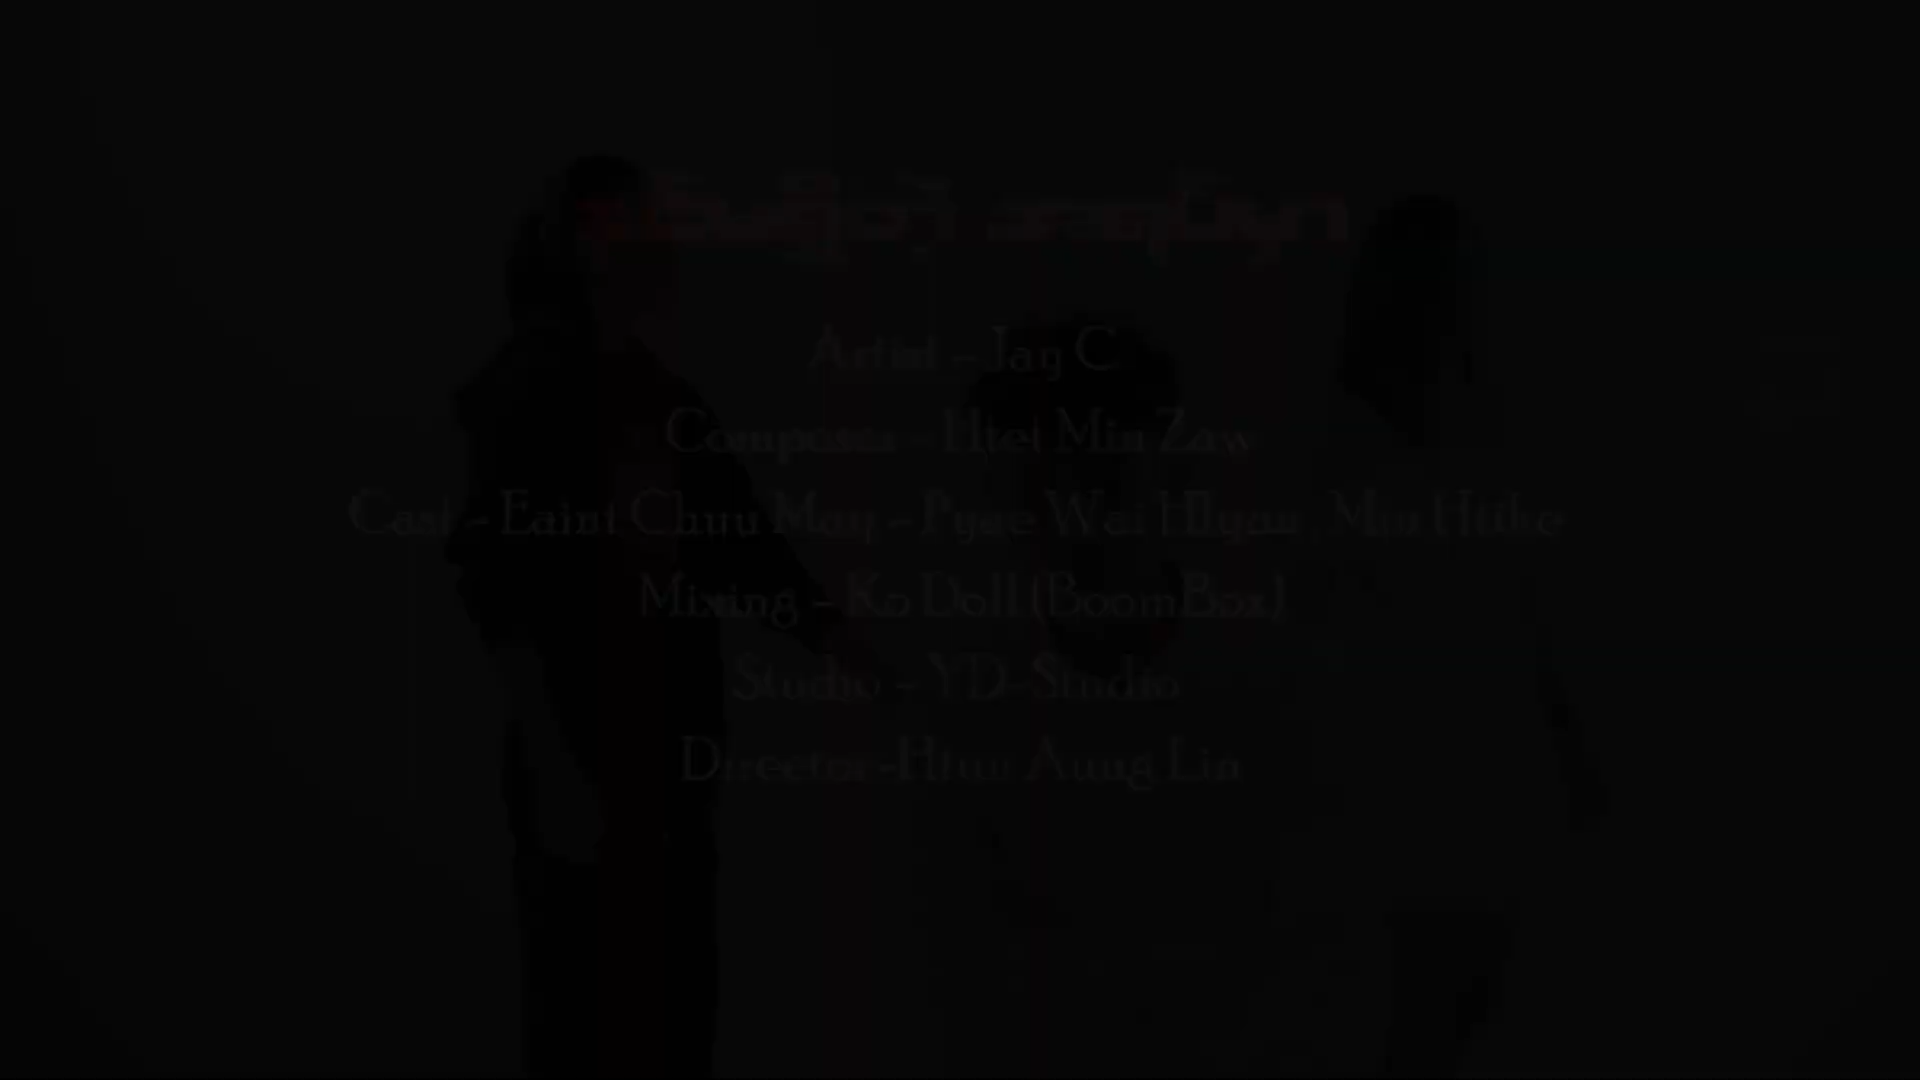 Artist - Jay C
Composer - Htet Min Zaw
Cast - Eaint Chuu May - Pyae Wai Hlyan , Min Htike
Mixing - Ko Doll (BoomBox)
Studio - YD-Studio
Director -Htun Aung Lin